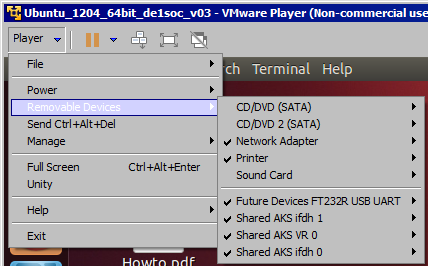 Ubuntu_1204_64bit_de1soc_v03 - VMware Player (Non-commercial use
Player
File
rch Terminal Help
Power
Removable Devices
CD/DVD (SATA)
Send Ctrl+Alt+Del
CD/DVD 2 (SATA)
Manage
Network Adapter
Printer
Full Screen Ctrl+Alt+Enter
Sound Card
Unity
Future Devices FT232R USB UART
Help
Shared AKS ifdh 1
Shared AKS VR 0
Exit
Shared AKS ifdh 0
Howto.pdf